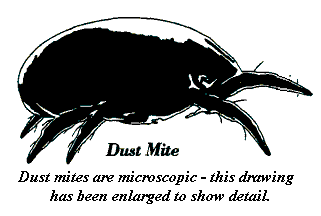 Dust Mite
Dust mites are microscopic - this drawing
has been enlarged to show detail.